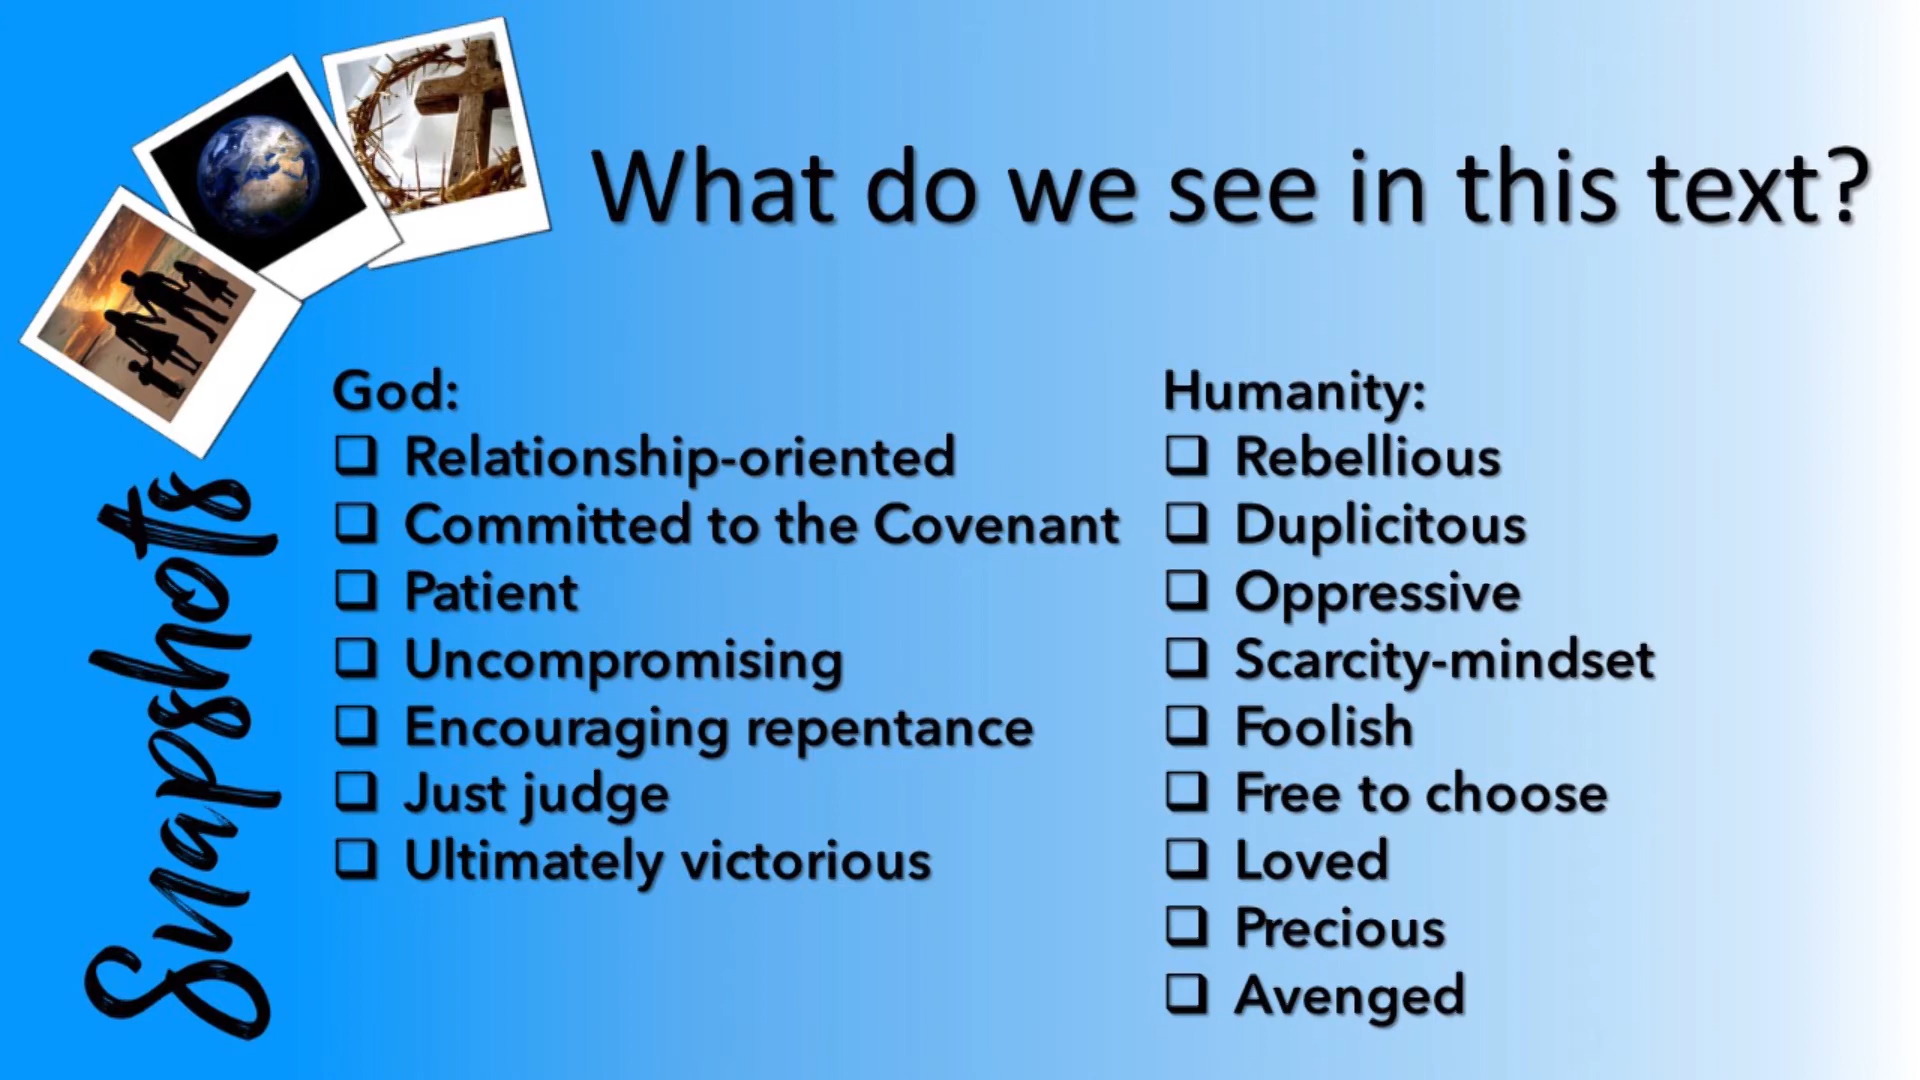 What do we see in this text?
God:
❑ Relationship-oriented
❑ Committed to the Covenant
❑ Patient
❑ Uncompromising
❑ Encouraging repentance
❑ Just judge
❑ Ultimately victorious
Humanity:
❑ Rebellious
❑ Duplicitous
❑ Oppressive
❑ Scarcity-mindset
❑ Foolish
❑ Free to choose
❑ Loved
❑ Precious
❑ Avenged
Snapshots